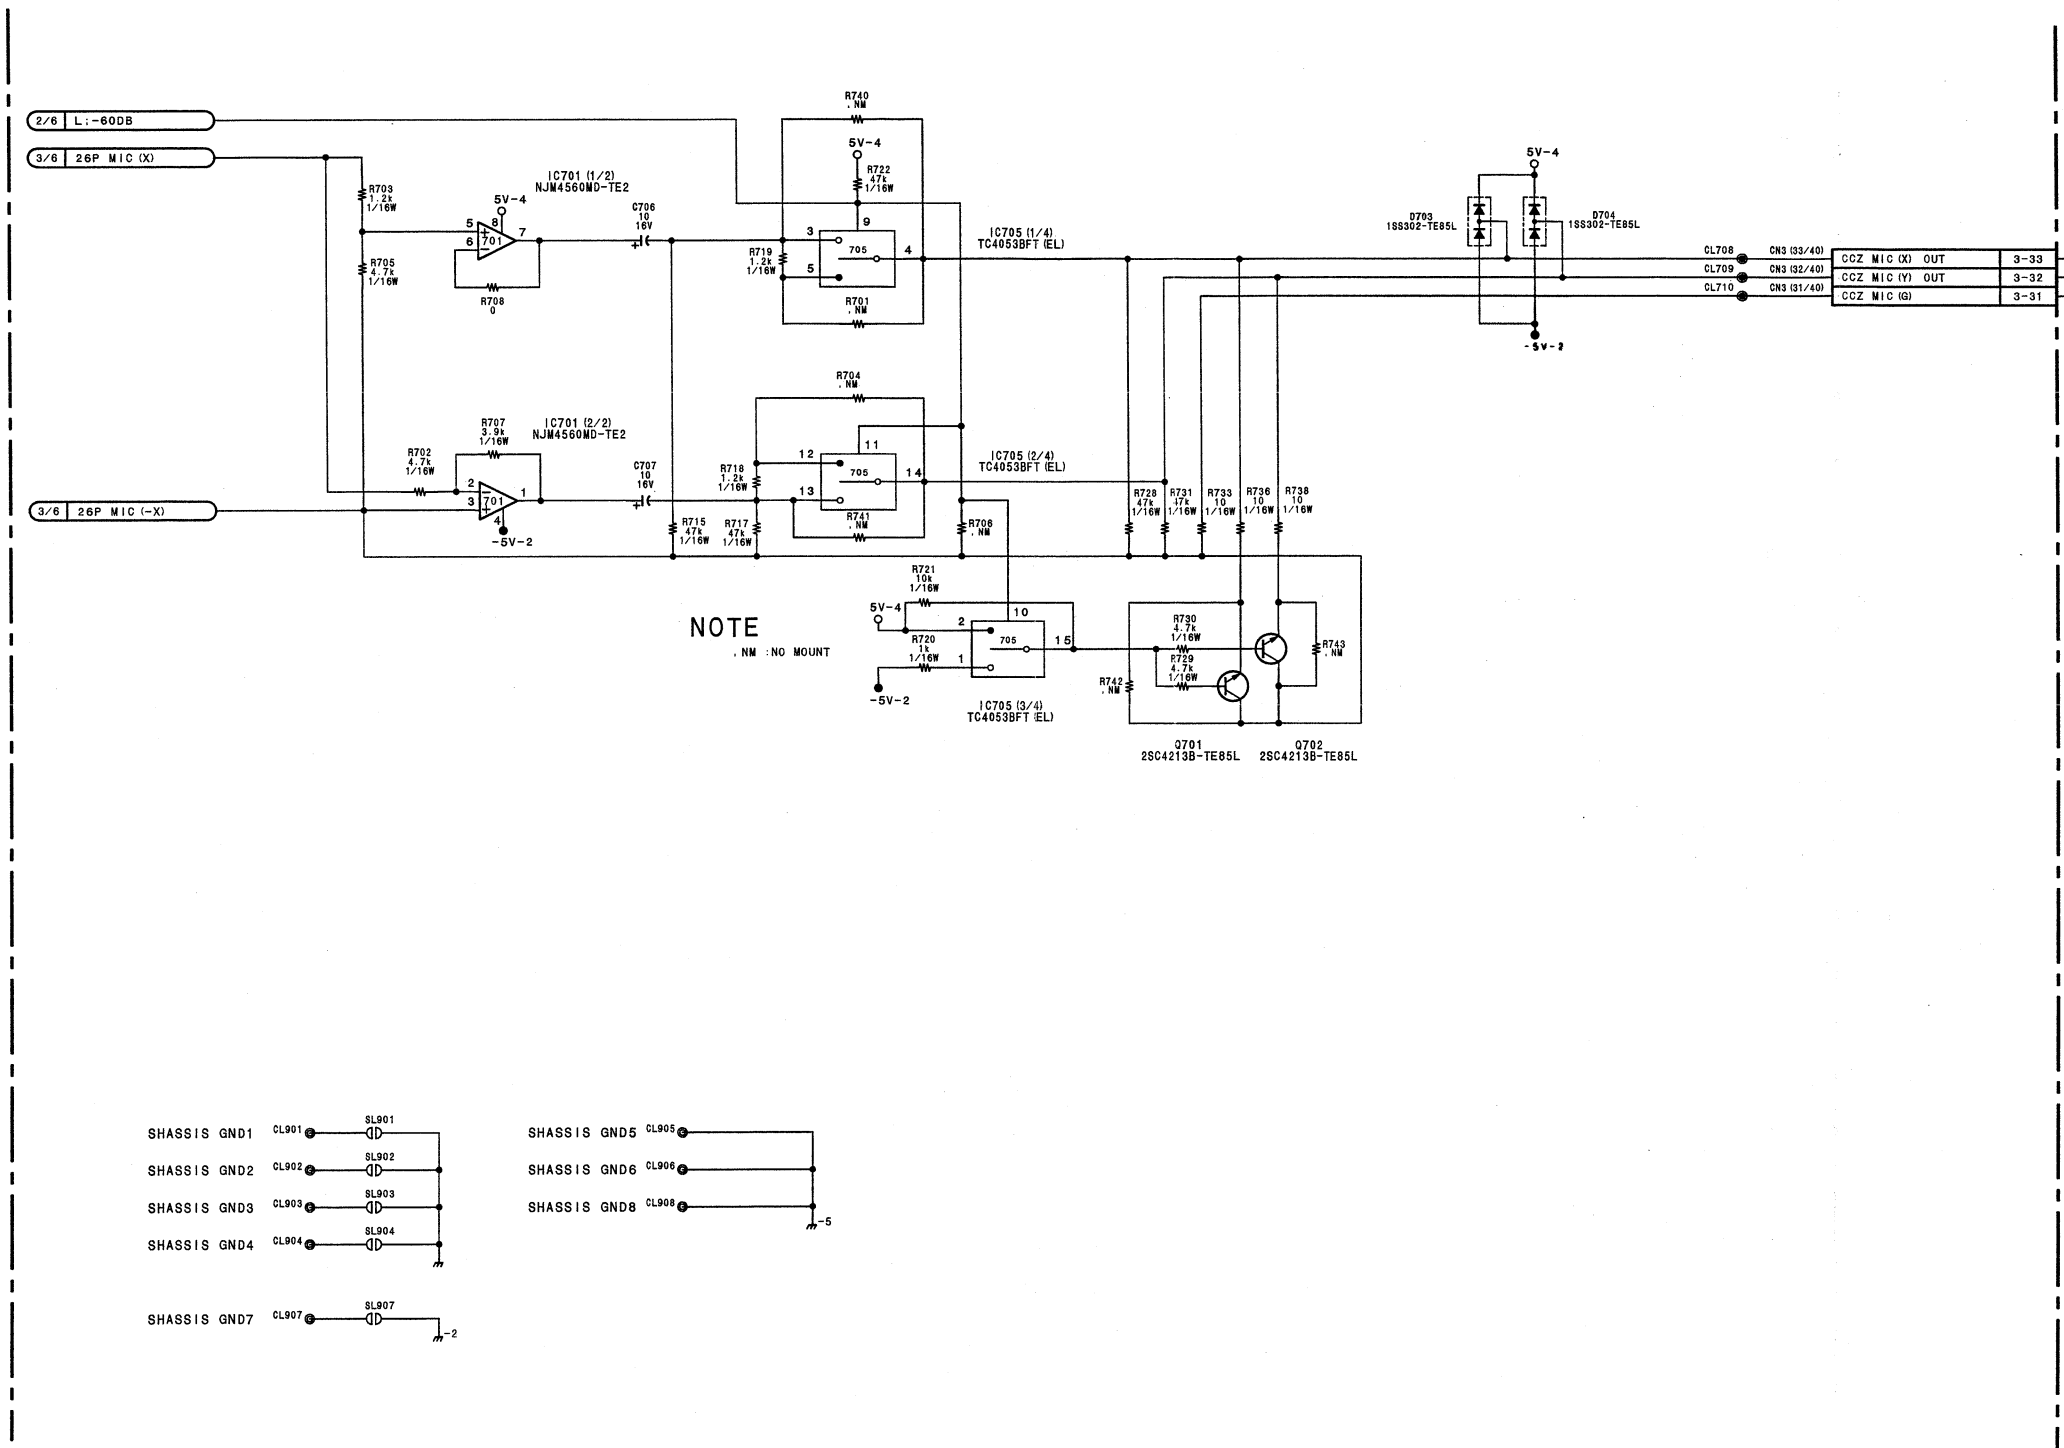 2/6 L:-60DB
3/6 26P MIC(X)
3/6 26P MIC(-X)
R703
1.2k
1/16W
R705
4.7k
1/16W
IC701 (1/2)
NJM4560MD-TE2
5V-4
8
5
6
7
701
R708
0
C706
10
16V
R740
.NM
5V-4
R722
47k
1/16W
9
3
4
5
705
R719
1.2k
1/16W
R701
.NM
IC705 (1/4)
TC4053BFT(EL)
R704
.NM
R707
3.9k
1/16W
IC701 (2/2)
NJM4560MD-TE2
R702
4.7k
1/16W
2
3
1
4
701
-5V-2
C707
10
16V
R718
1.2k
1/16W
11
12
13
14
705
R741
.NM
IC705 (2/4)
TC4053BFT(EL)
R715
47k
1/16W
R717
47k
1/16W
R706
.NM
R728
47k
1/16W
R731
47k
1/16W
R733
10
1/16W
R736
10
1/16W
R738
10
1/16W
R721
10k
1/16W
5V-4
R720
1k
1/16W
-5V-2
10
2
1
15
705
IC705 (3/4)
TC4053BFT(EL)
R730
4.7k
1/16W
R729
4.7k
1/16W
R742
.NM
R743
.NM
Q701
2SC4213B-TE85L
Q702
2SC4213B-TE85L
NOTE
.NM :NO MOUNT
5V-4
D703
1SS302-TE85L
D704
1SS302-TE85L
-5V-2
CL708 CN3(33/40) CCZ MIC(X) OUT 3-33
CL709 CN3(32/40) CCZ MIC(Y) OUT 3-32
CL710 CN3(31/40) CCZ MIC(G) 3-31
SHASSIS GND1 CL901 SL901
SHASSIS GND2 CL902 SL902
SHASSIS GND3 CL903 SL903
SHASSIS GND4 CL904 SL904
SHASSIS GND7 CL907 SL907
-2
SHASSIS GND5 CL905
SHASSIS GND6 CL906
SHASSIS GND8 CL908
-5